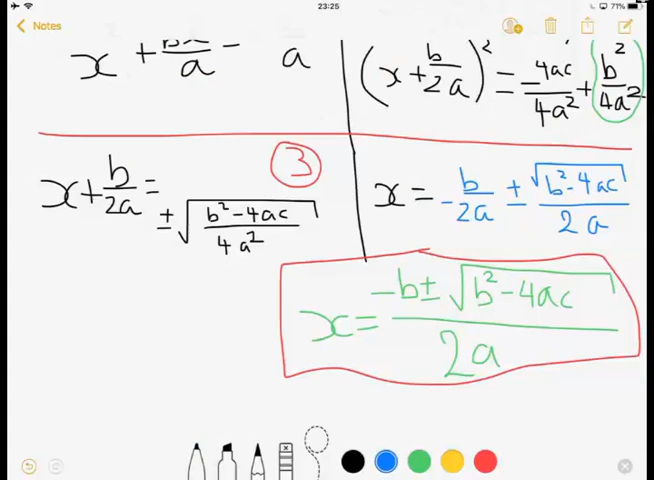 23:25
71%
Notes
x + bx/a = a
(x + b/2a)² = -4ac/4a² + b²/4a²
3
x + b/2a =
± √(b² - 4ac / 4a²)
x = -b/2a ± √(b² - 4ac)/2a
x = -b ± √(b² - 4ac) / 2a